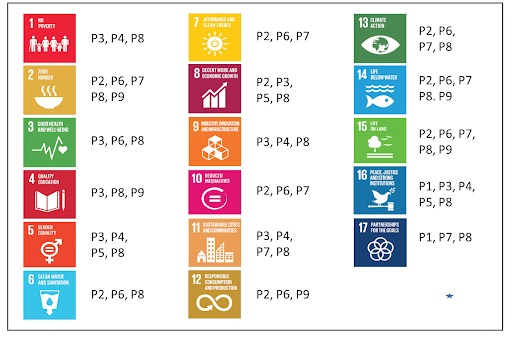 1 NO
POVERTY
P3, P4, P8
2 ZERO
HUNGER
P2, P6, P7
P8, P9
3 GOOD HEALTH
AND WELL-BEING
P3, P6, P8
4 QUALITY
EDUCATION
P3, P8, P9
5 GENDER
EQUALITY
P3, P4,
P5, P8
6 CLEAN WATER
AND SANITATION
P2, P6, P8
7 AFFORDABLE AND
CLEAN ENERGY
P2, P6, P7
8 DECENT WORK AND
ECONOMIC GROWTH
P2, P3,
P5, P8
9 INDUSTRY, INNOVATION
AND INFRASTRUCTURE
P3, P4, P8
10 REDUCED
INEQUALITIES
P2, P6, P7
11 SUSTAINABLE CITIES
AND COMMUNITIES
P3, P4,
P7, P8
12 RESPONSIBLE
CONSUMPTION
AND PRODUCTION
P2, P6, P9
13 CLIMATE
ACTION
P2, P6,
P7, P8
14 LIFE
BELOW WATER
P2, P6, P7
P8. P9
15 LIFE
ON LAND
P2, P6, P7,
P8, P9
16 PEACE, JUSTICE
AND STRONG
INSTITUTIONS
P1, P3, P4,
P5, P8
17 PARTNERSHIPS
FOR THE GOALS
P1, P7, P8